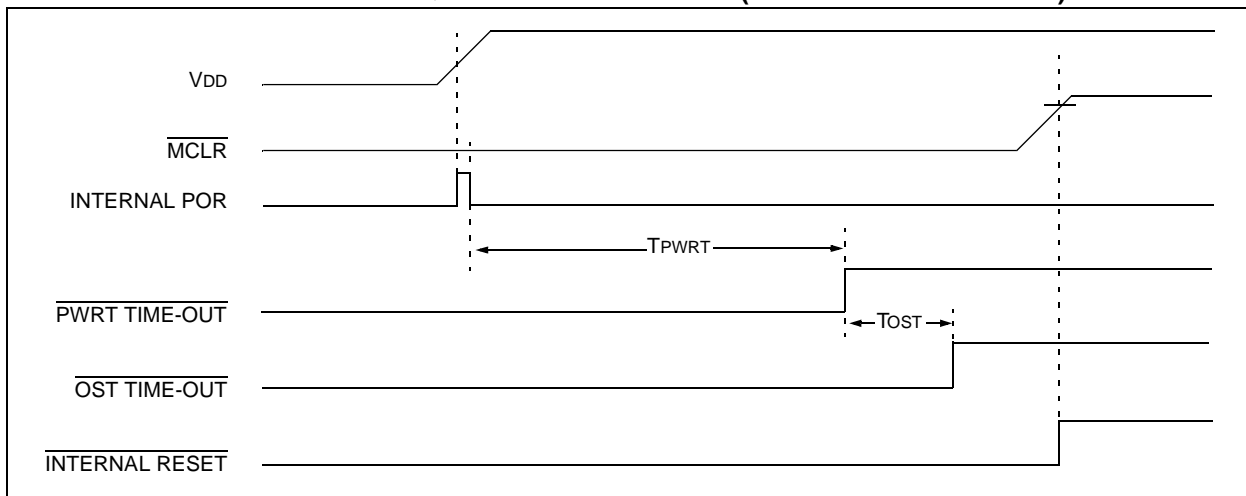 VDD
MCLR
INTERNAL POR
TPWRT
PWRT TIME-OUT
TOST
OST TIME-OUT
INTERNAL RESET